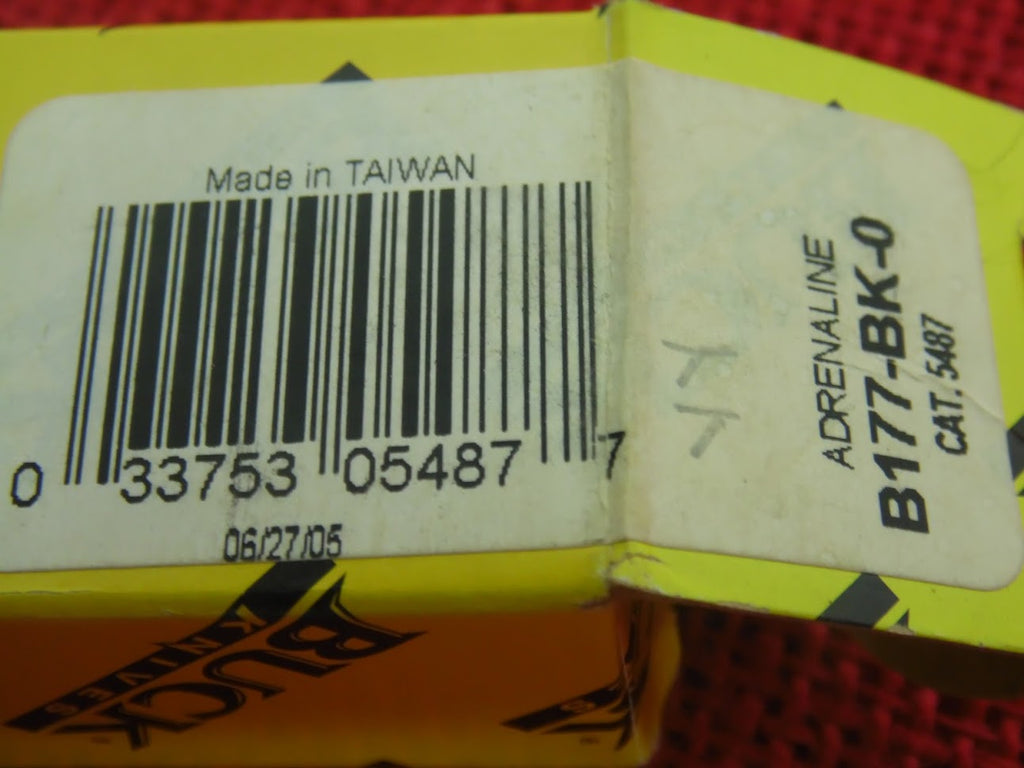 Made in TAIWAN
0 33753 05487 7
06/27/05
ADRENALINE
B177-BK-0
CAT. 5487
BUCK
KNIVES